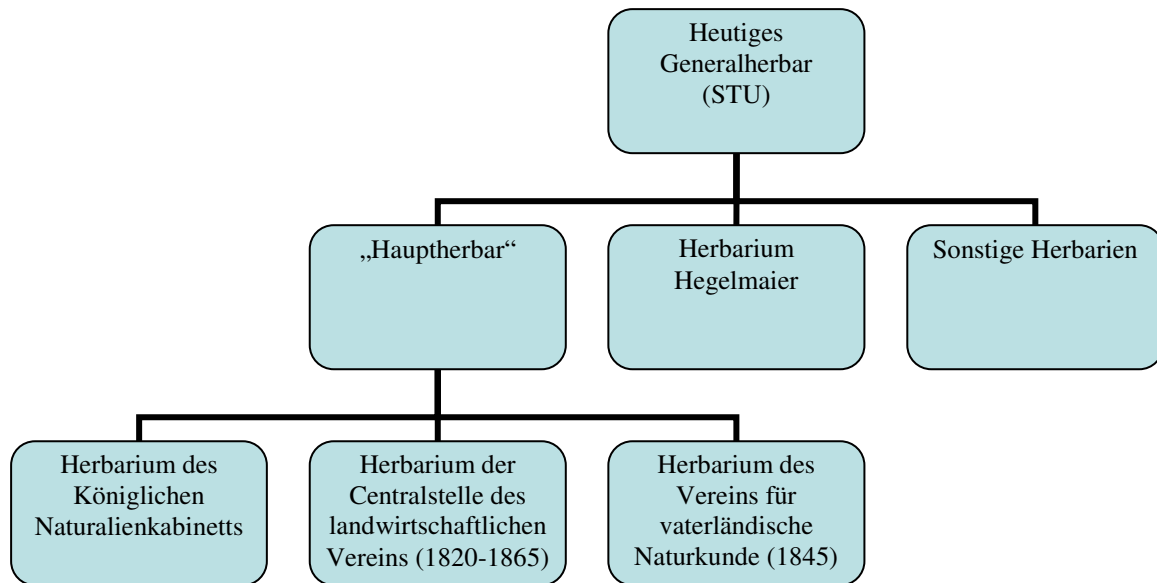 Heutiges
Generalherbar
(STU)
„Hauptherbar“
Herbarium
Hegelmaier
Sonstige Herbarien
Herbarium des
Königlichen
Naturalienkabinetts
Herbarium der
Centralstelle des
landwirtschaftlichen
Vereins (1820-1865)
Herbarium des
Vereins für
vaterländische
Naturkunde (1845)